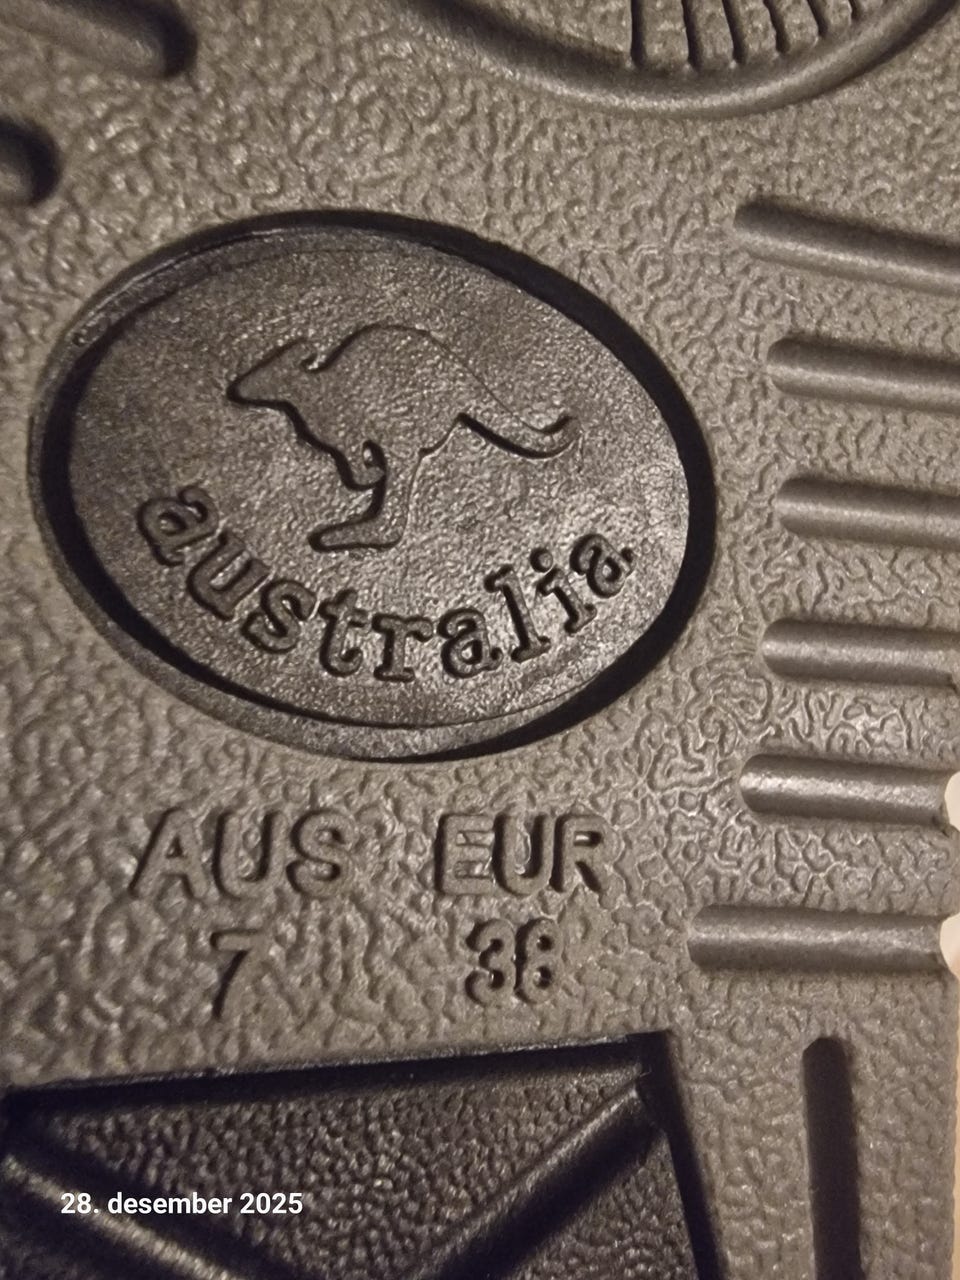 australia
AUS EUR
7 38
28. desember 2025